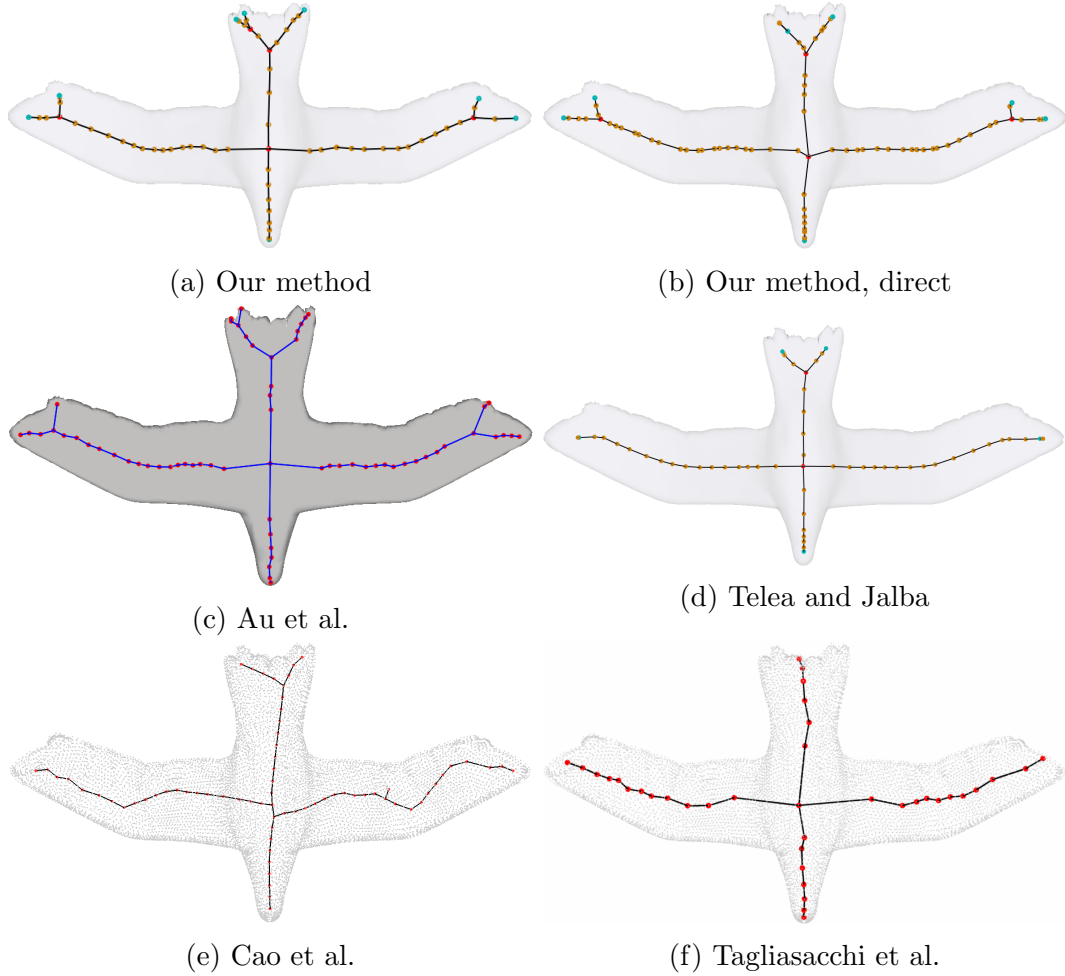 (a) Our method
(b) Our method, direct
(c) Au et al.
(d) Telea and Jalba
(e) Cao et al.
(f) Tagliasacchi et al.